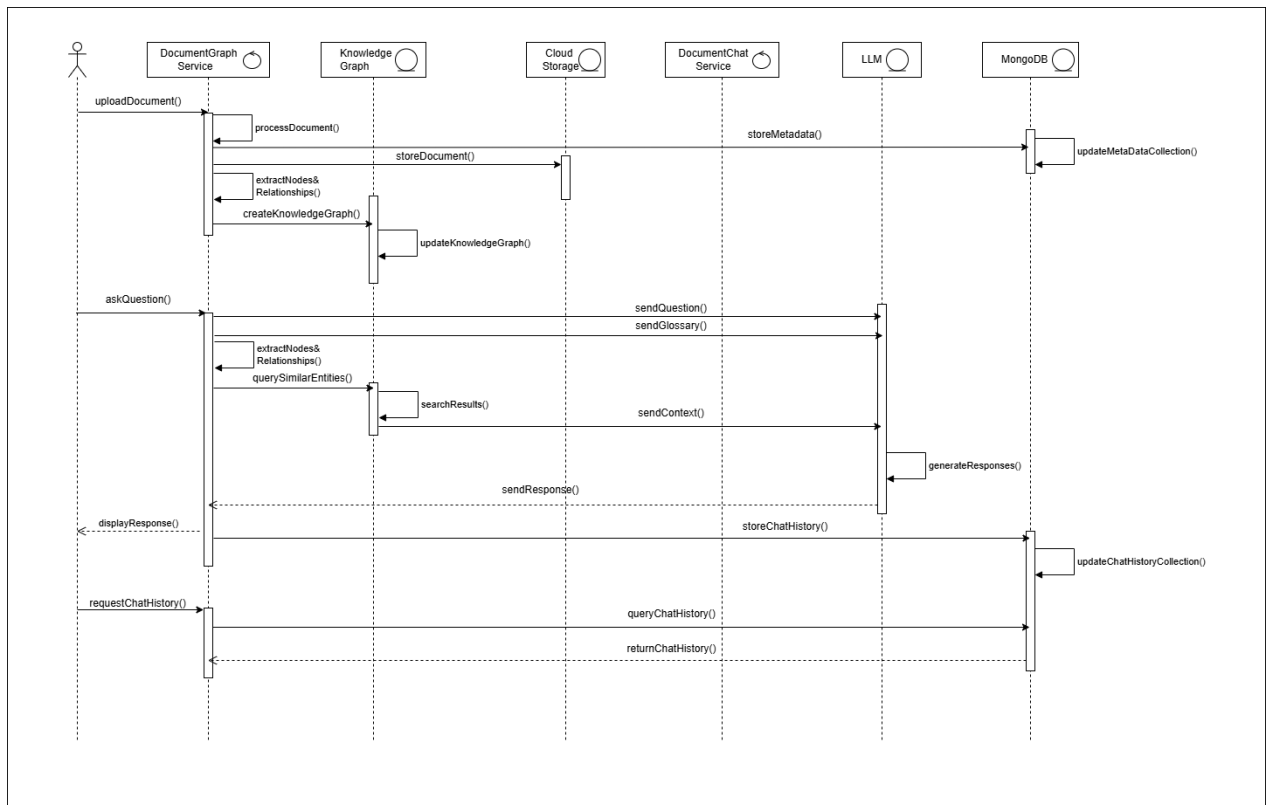 DocumentGraph
Service
Knowledge
Graph
Cloud
Storage
DocumentChat
Service
LLM
MongoDB
uploadDocument()
processDocument()
storeMetadata()
updateMetaDataCollection()
storeDocument()
extractNodes&
Relationships()
createKnowledgeGraph()
updateKnowledgeGraph()
askQuestion()
sendQuestion()
sendGlossary()
extractNodes&
Relationships()
querySimilarEntities()
searchResults()
sendContext()
generateResponses()
sendResponse()
displayResponse()
storeChatHistory()
updateChatHistoryCollection()
requestChatHistory()
queryChatHistory()
returnChatHistory()